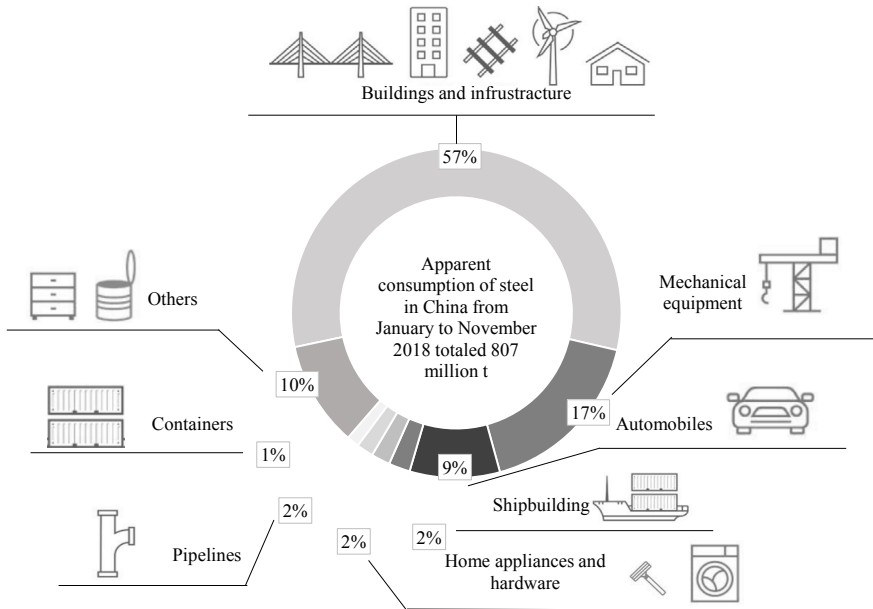 Buildings and infrustracture
57%
Apparent
consumption of steel
in China from
January to November
2018 totaled 807
million t
Mechanical
equipment
17%
Automobiles
9%
Shipbuilding
2%
Home appliances and
hardware
2%
Pipelines
2%
Containers
1%
Others
10%